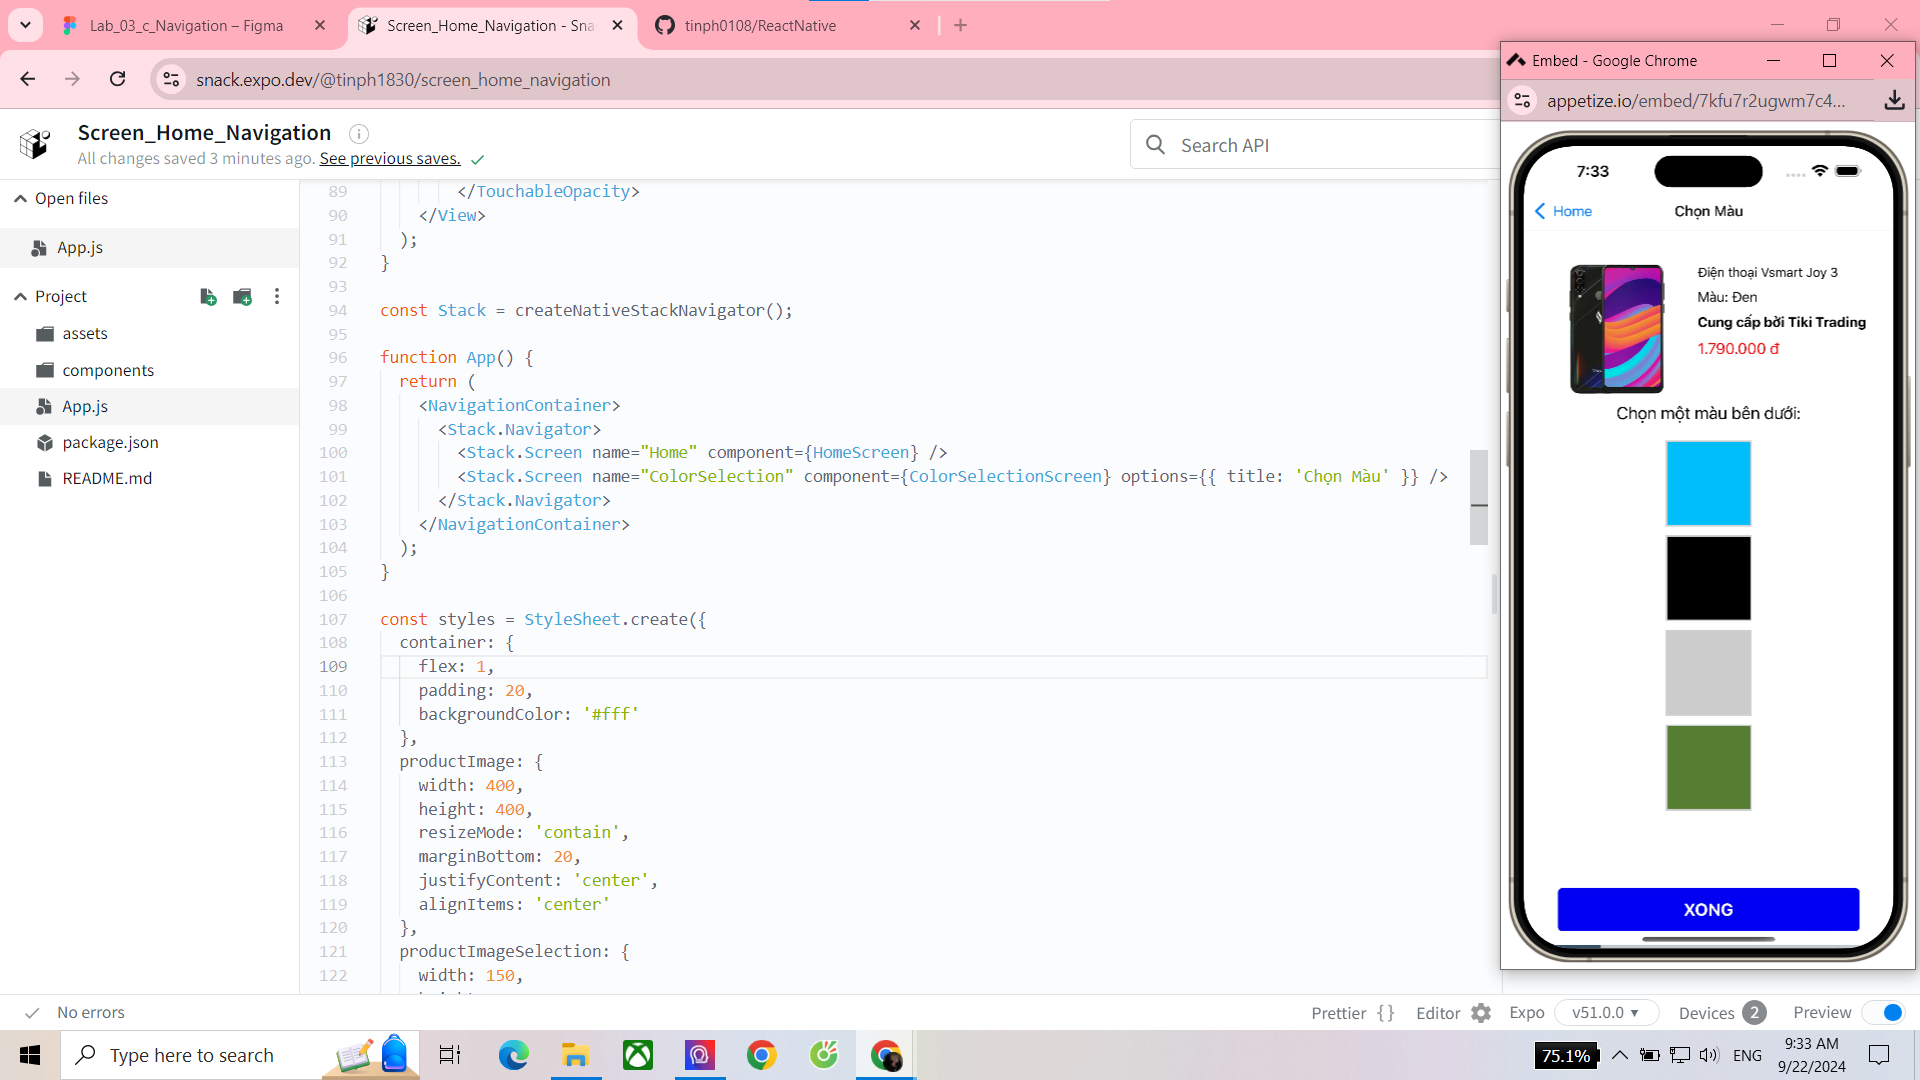 Lab_03_c_Navigation – Figma
Screen_Home_Navigation - Sna
tinph0108/ReactNative
snack.expo.dev/@tinph1830/screen_home_navigation
Screen_Home_Navigation
All changes saved 3 minutes ago. See previous saves.
Search API
Open files
App.js
Project
assets
components
App.js
package.json
README.md
89 </TouchableOpacity>
90 </View>
91 );
92 }
93
94 const Stack = createNativeStackNavigator();
95
96 function App() {
97 return (
98 <NavigationContainer>
99 <Stack.Navigator>
100 <Stack.Screen name="Home" component={HomeScreen} />
101 <Stack.Screen name="ColorSelection" component={ColorSelectionScreen} options={{ title: 'Chọn Màu' }} />
102 </Stack.Navigator>
103 </NavigationContainer>
104 );
105 }
106
107 const styles = StyleSheet.create({
108 container: {
109 flex: 1,
110 padding: 20,
111 backgroundColor: '#fff'
112 },
113 productImage: {
114 width: 400,
115 height: 400,
116 resizeMode: 'contain',
117 marginBottom: 20,
118 justifyContent: 'center',
119 alignItems: 'center'
120 },
121 productImageSelection: {
122 width: 150,
Embed - Google Chrome
appetize.io/embed/7kfu7r2ugwm7c4...
7:33
Home
Chọn Màu
Điện thoại Vsmart Joy 3
Màu: Đen
Cung cấp bởi Tiki Trading
1.790.000 đ
Chọn một màu bên dưới:
XONG
No errors
Prettier {}
Editor
Expo
v51.0.0 ▾
Devices 2
Preview
Type here to search
75.1%
ENG
9:33 AM
9/22/2024